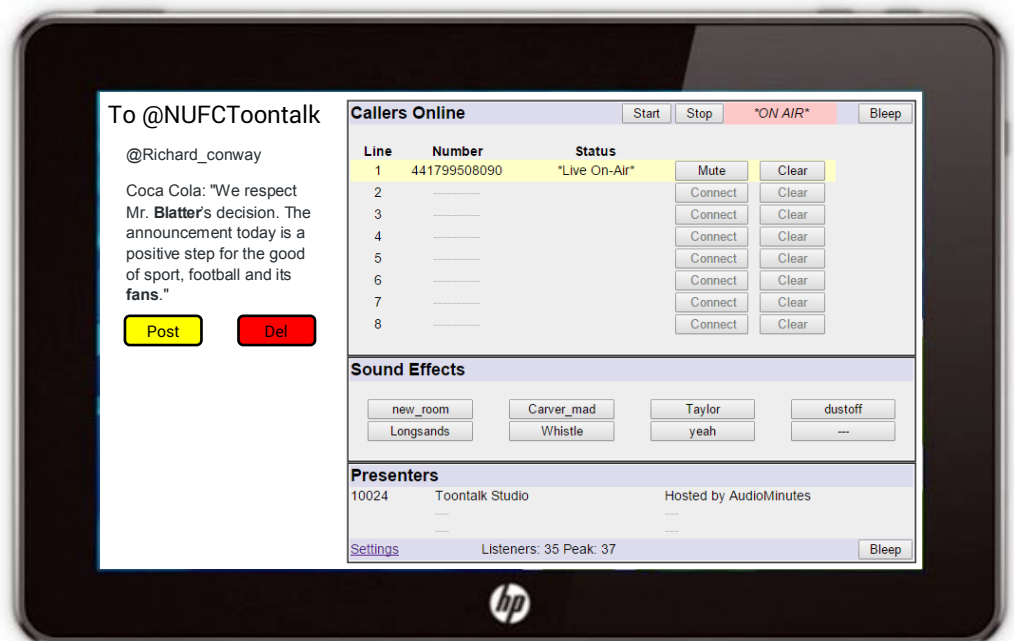 To @NUFCToontalk
@Richard_conway
Coca Cola: "We respect
Mr. Blatter's decision. The
announcement today is a
positive step for the good
of sport, football and its
fans."
Post Del
Callers Online Start Stop *ON AIR* Bleep
Line Number Status
1 441799508090 *Live On-Air* Mute Clear
2 ---------- Connect Clear
3 ---------- Connect Clear
4 ---------- Connect Clear
5 ---------- Connect Clear
6 ---------- Connect Clear
7 ---------- Connect Clear
8 ---------- Connect Clear
Sound Effects
new_room Carver_mad Taylor dustoff
Longsands Whistle yeah ---
Presenters
10024 Toontalk Studio Hosted by AudioMinutes
--- ---
--- ---
Settings Listeners: 35 Peak: 37 Bleep
hp